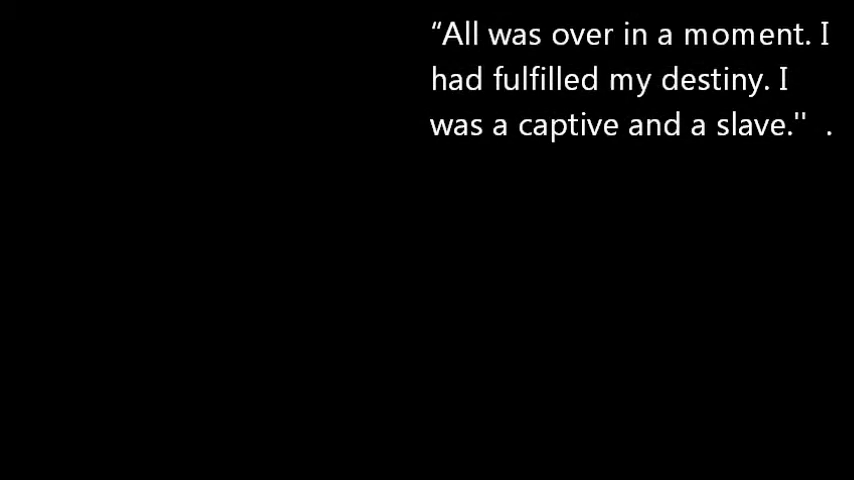 “All was over in a moment. I
had fulfilled my destiny. I
was a captive and a slave."  .